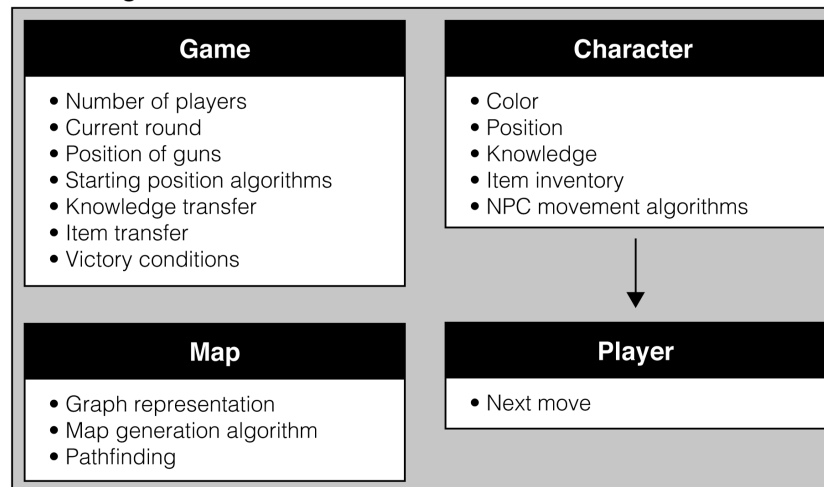 Game
• Number of players
• Current round
• Position of guns
• Starting position algorithms
• Knowledge transfer
• Item transfer
• Victory conditions
Character
• Color
• Position
• Knowledge
• Item inventory
• NPC movement algorithms
Map
• Graph representation
• Map generation algorithm
• Pathfinding
Player
• Next move